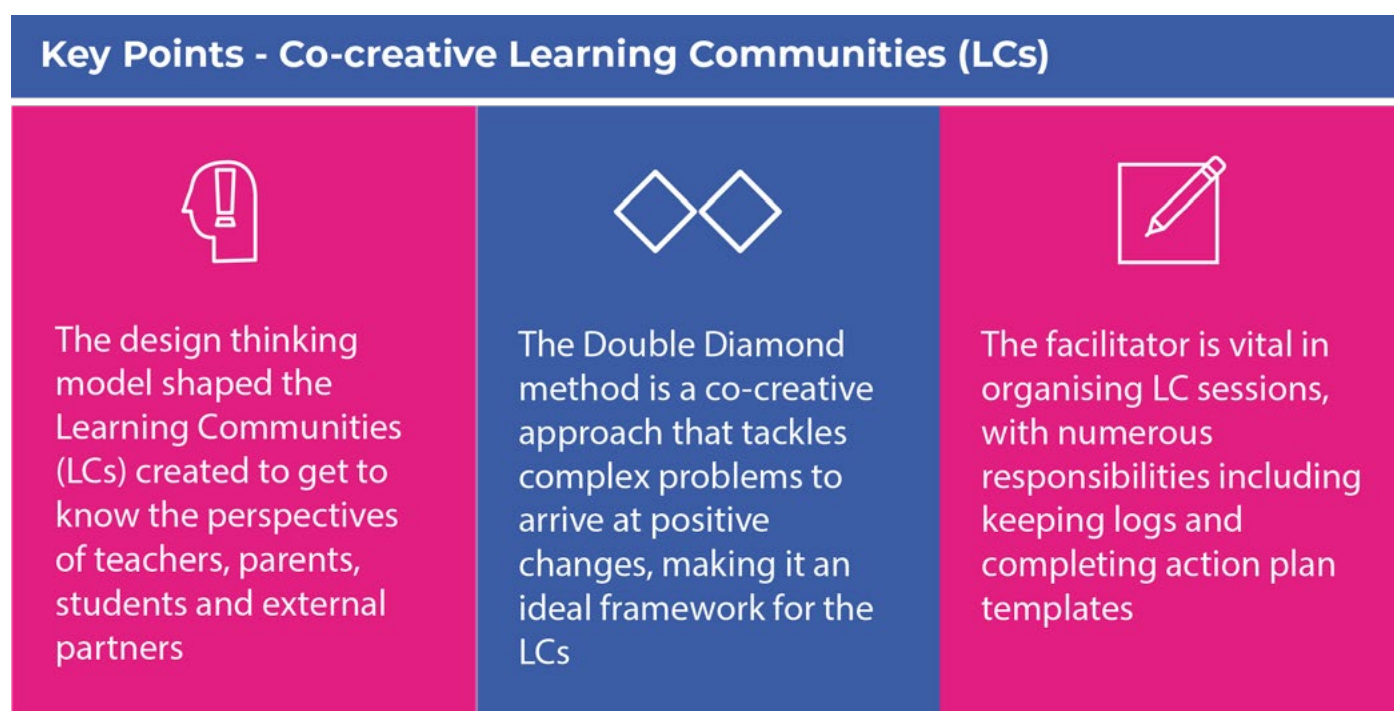 Key Points - Co-creative Learning Communities (LCs)
The design thinking
model shaped the
Learning Communities
(LCs) created to get to
know the perspectives
of teachers, parents,
students and external
partners
The Double Diamond
method is a co-creative
approach that tackles
complex problems to
arrive at positive
changes, making it an
ideal framework for the
LCs
The facilitator is vital in
organising LC sessions,
with numerous
responsibilities including
keeping logs and
completing action plan
templates